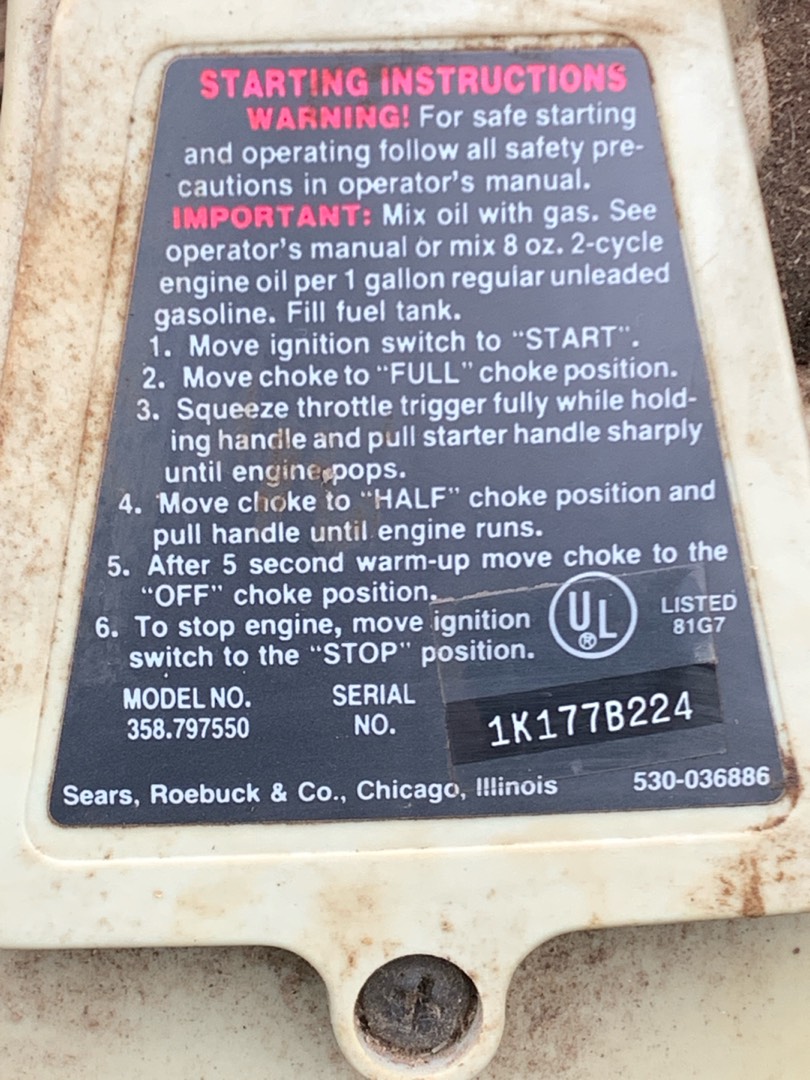 STARTING INSTRUCTIONS
WARNING! For safe starting
and operating follow all safety pre-
cautions in operator's manual.
IMPORTANT: Mix oil with gas. See
operator's manual or mix 8 oz. 2-cycle
engine oil per 1 gallon regular unleaded
gasoline. Fill fuel tank.
1. Move ignition switch to "START".
2. Move choke to "FULL" choke position.
3. Squeeze throttle trigger fully while hold-
ing handle and pull starter handle sharply
until engine pops.
4. Move choke to "HALF" choke position and
pull handle until engine runs.
5. After 5 second warm-up move choke to the
"OFF" choke position.
6. To stop engine, move ignition
switch to the "STOP" position.
UL ®
LISTED
81G7
MODEL NO.
358.797550
SERIAL
NO.
1K177B224
Sears, Roebuck & Co., Chicago, Illinois
530-036886